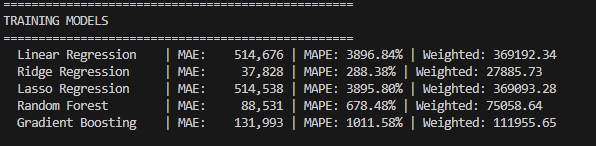 ==================================================
TRAINING MODELS
==================================================
  Linear Regression    | MAE:    514,676 | MAPE: 3896.84% | Weighted: 369192.34
  Ridge Regression     | MAE:     37,828 | MAPE: 288.38% | Weighted: 27885.73
  Lasso Regression     | MAE:    514,538 | MAPE: 3895.80% | Weighted: 369093.28
  Random Forest        | MAE:     88,531 | MAPE: 678.48% | Weighted: 75058.64
  Gradient Boosting    | MAE:    131,993 | MAPE: 1011.58% | Weighted: 111955.65